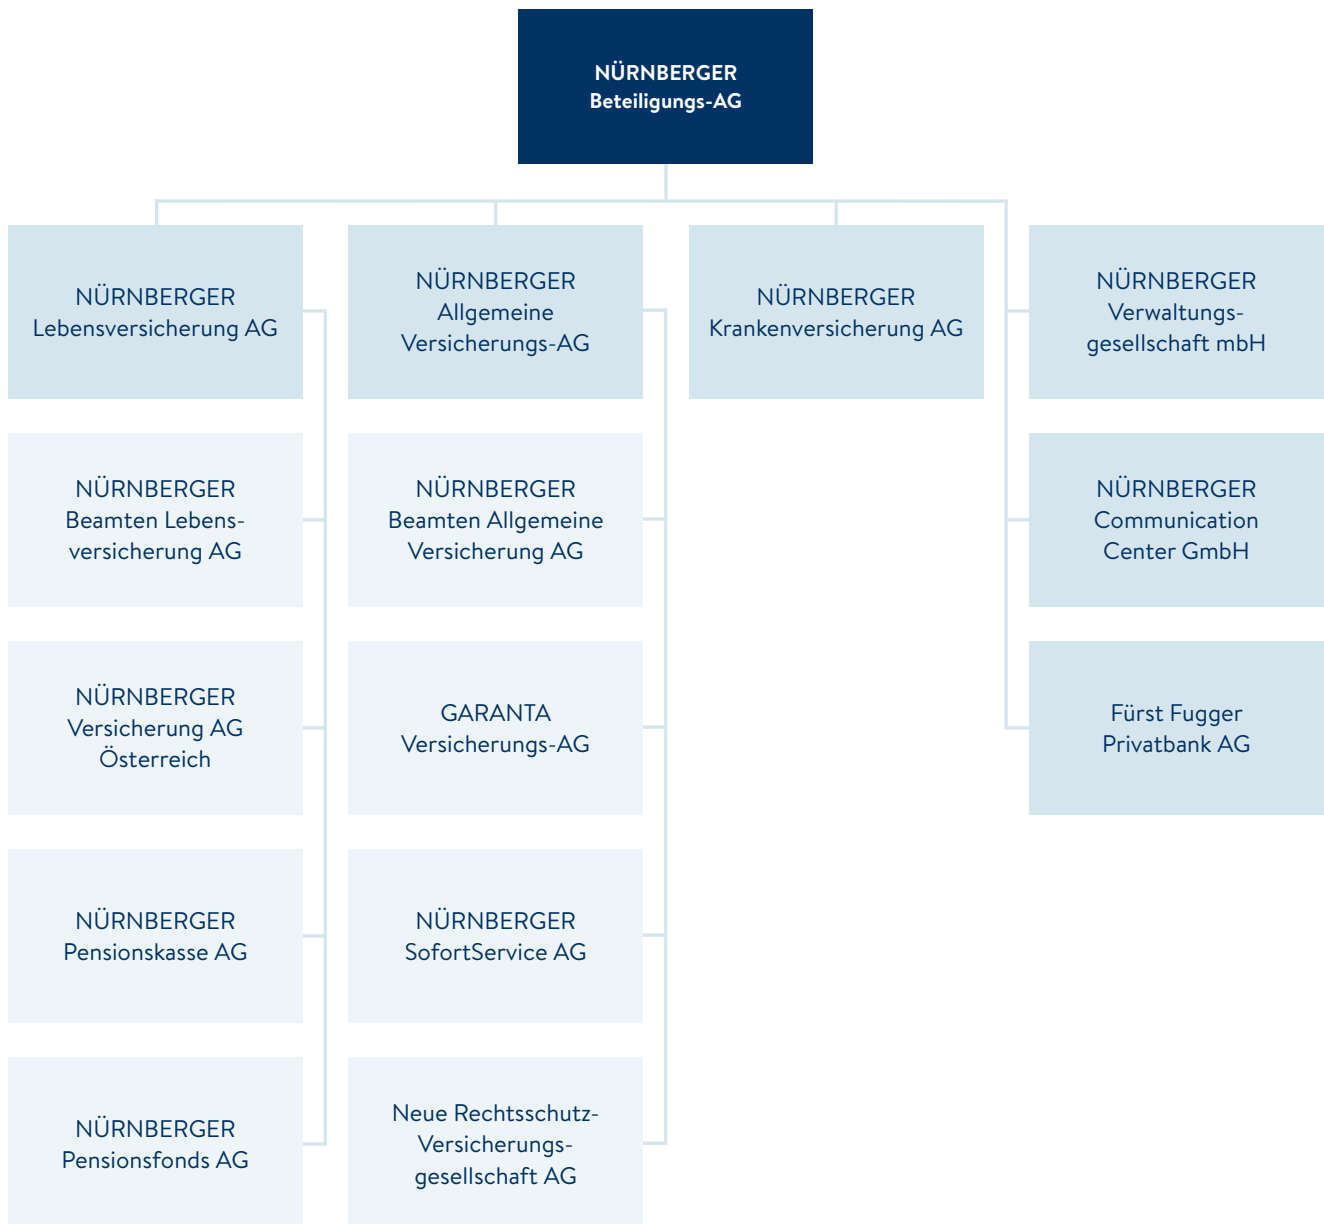 NÜRNBERGER
Beteiligungs-AG
NÜRNBERGER
Lebensversicherung AG
NÜRNBERGER
Allgemeine
Versicherungs-AG
NÜRNBERGER
Krankenversicherung AG
NÜRNBERGER
Verwaltungs-
gesellschaft mbH
NÜRNBERGER
Beamten Lebens-
versicherung AG
NÜRNBERGER
Beamten Allgemeine
Versicherung AG
NÜRNBERGER
Communication
Center GmbH
NÜRNBERGER
Versicherung AG
Österreich
GARANTA
Versicherungs-AG
Fürst Fugger
Privatbank AG
NÜRNBERGER
Pensionskasse AG
NÜRNBERGER
SofortService AG
NÜRNBERGER
Pensionsfonds AG
Neue Rechtsschutz-
Versicherungs-
gesellschaft AG